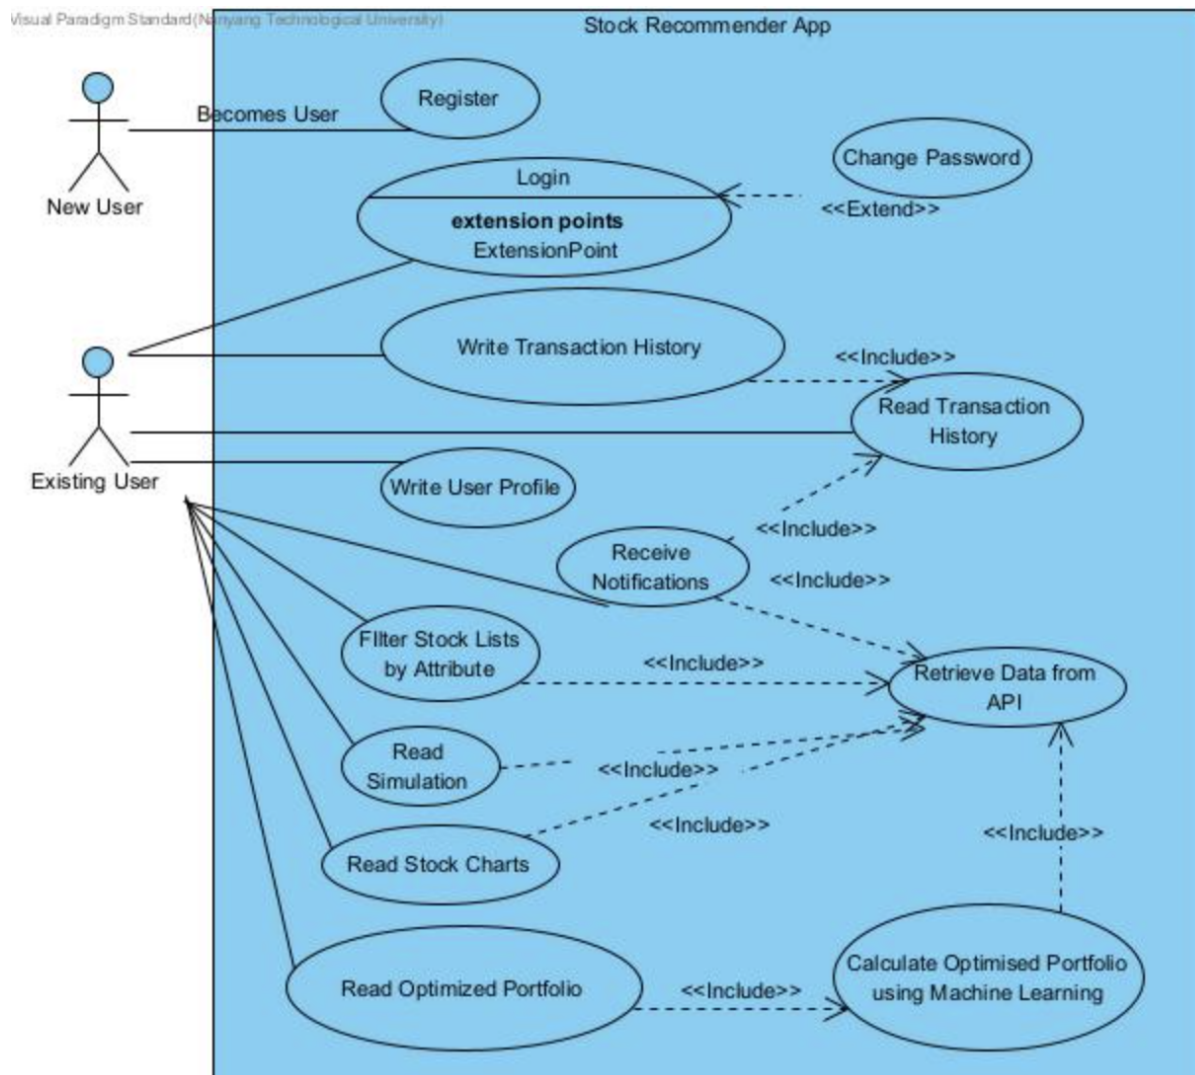 Visual Paradigm Standard(Nanyang Technological University)
Stock Recommender App
Register
Becomes User
New User
Change Password
Login
<<Extend>>
extension points
ExtensionPoint
Write Transaction History
<<Include>>
Read Transaction
History
Existing User
Write User Profile
<<Include>>
Receive
Notifications
<<Include>>
FIlter Stock Lists
by Attribute
<<Include>>
Retrieve Data from
API
Read
Simulation
<<Include>>
<<Include>>
<<Include>>
Read Stock Charts
Calculate Optimised Portfolio
using Machine Learning
Read Optimized Portfolio
<<Include>>